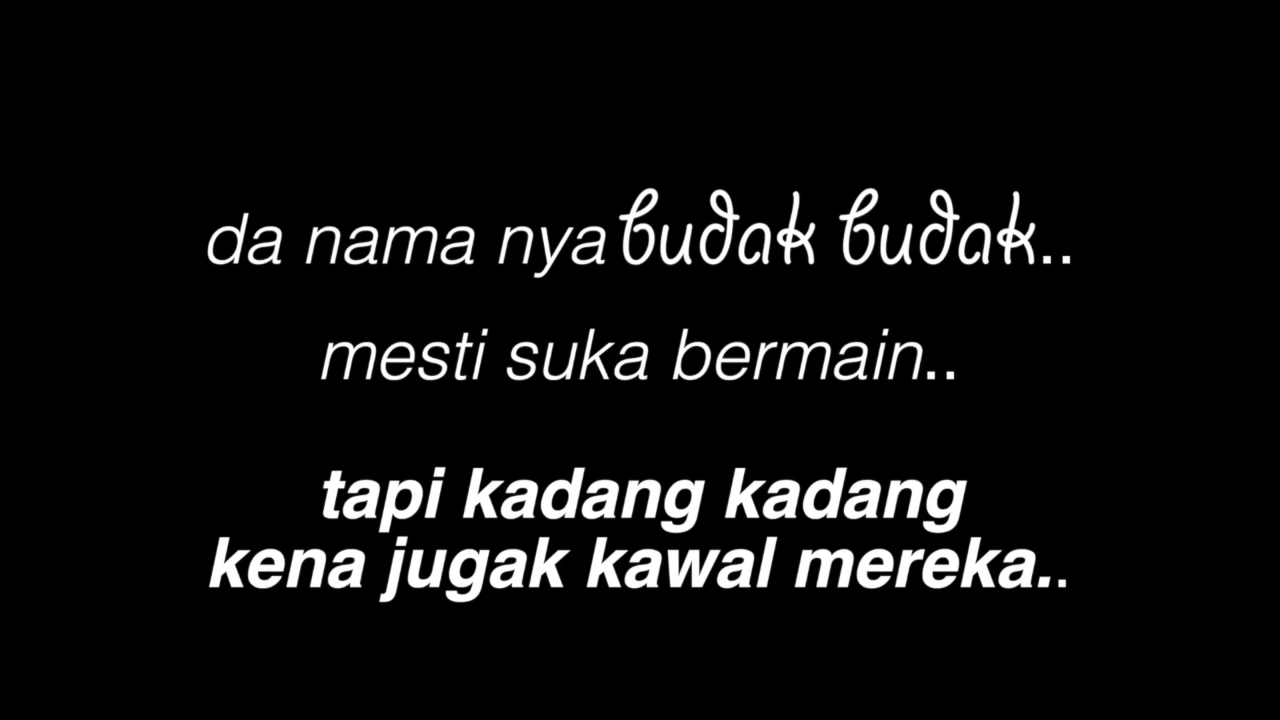 da nama nya budak budak..
mesti suka bermain..
tapi kadang kadang
kena jugak kawal mereka..